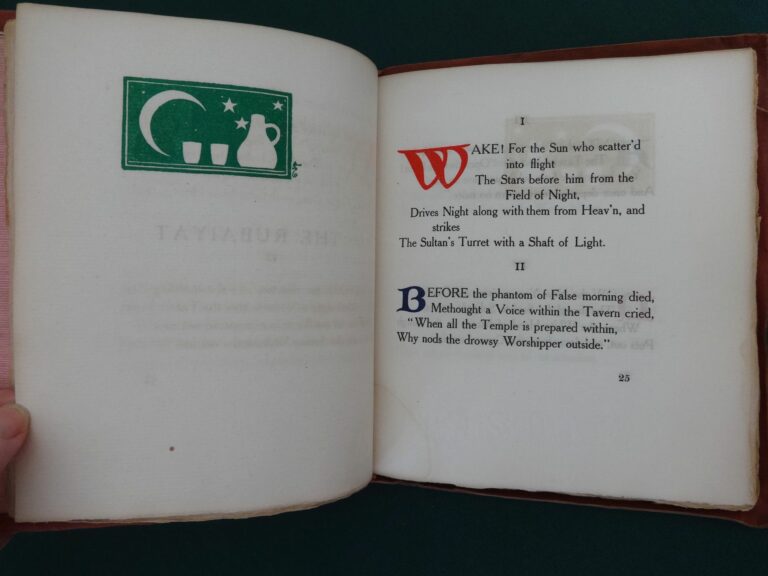 I
WAKE! For the Sun who scatter'd
into flight
The Stars before him from the
Field of Night,
Drives Night along with them from Heav'n, and
strikes
The Sultan's Turret with a Shaft of Light.
II
BEFORE the phantom of False morning died,
Methought a Voice within the Tavern cried,
"When all the Temple is prepared within,
Why nods the drowsy Worshipper outside."
25